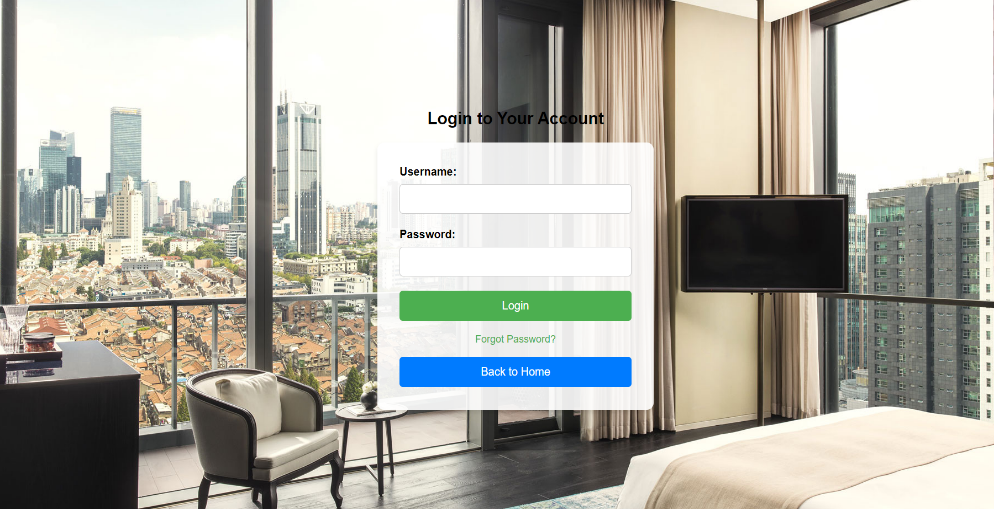 Login to Your Account
Username:
Password:
Login
Forgot Password?
Back to Home